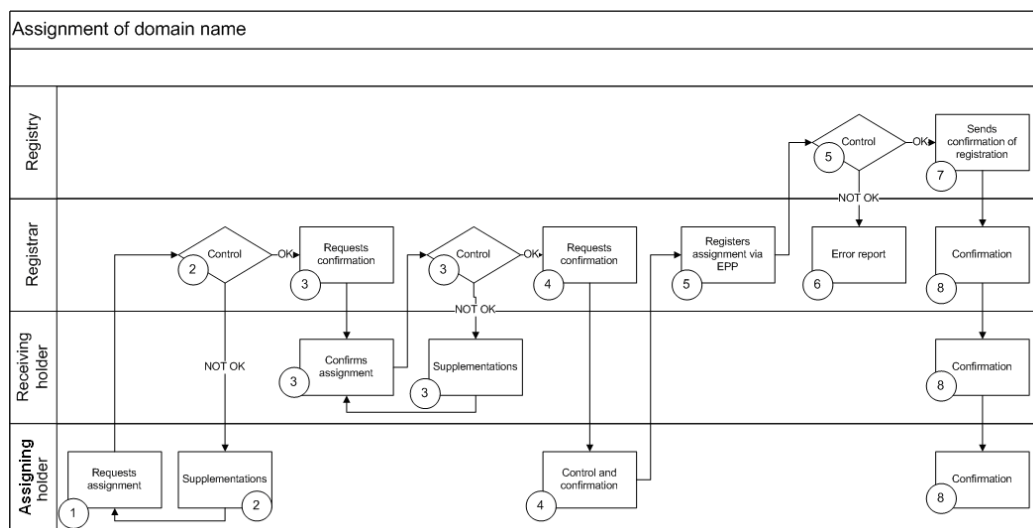 Assignment of domain name
Registry
Control
5
OK
Sends
confirmation of
registration
7
NOT OK
Registrar
Control
2
OK
Requests
confirmation
3
Control
3
OK
Requests
confirmation
4
Registers
assignment via
EPP
5
Error report
6
Confirmation
8
NOT OK
NOT OK
Receiving
holder
Confirms
assignment
3
Supplementations
3
Confirmation
8
Assigning
holder
Requests
assignment
1
Supplementations
2
Control and
confirmation
4
Confirmation
8